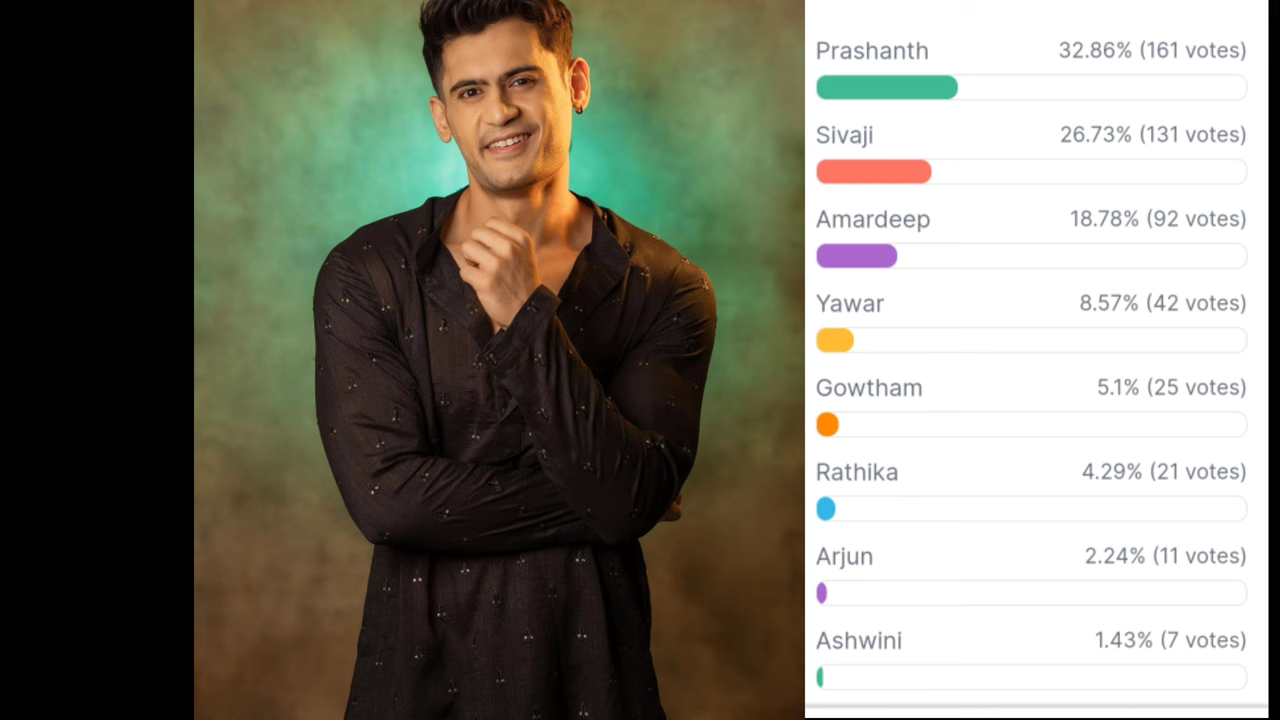 Prashanth 32.86% (161 votes)
Sivaji 26.73% (131 votes)
Amardeep 18.78% (92 votes)
Yawar 8.57% (42 votes)
Gowtham 5.1% (25 votes)
Rathika 4.29% (21 votes)
Arjun 2.24% (11 votes)
Ashwini 1.43% (7 votes)